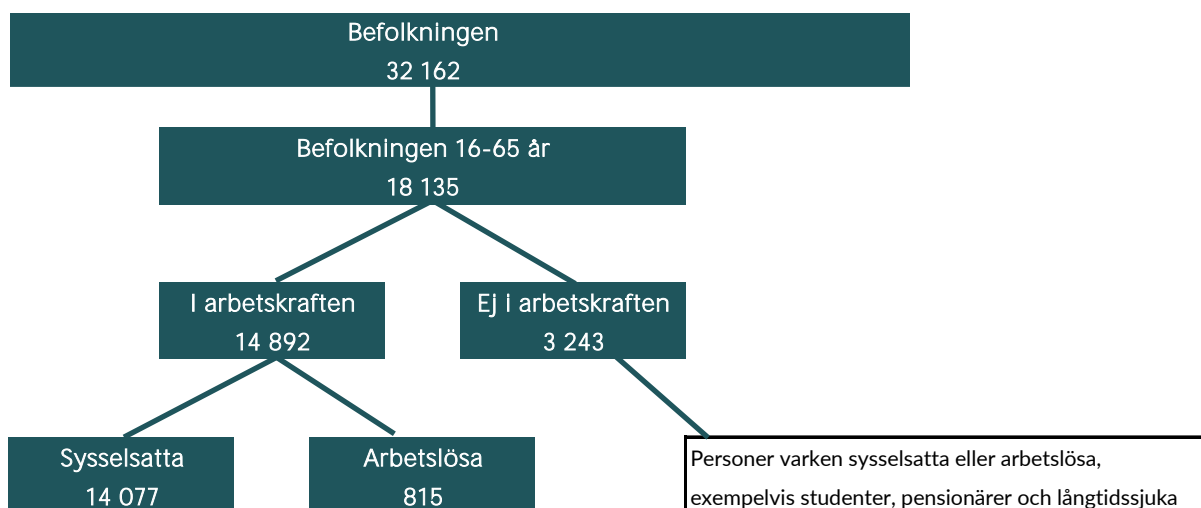 Befolkningen
32 162
Befolkningen 16-65 år
18 135
I arbetskraften
14 892
Ej i arbetskraften
3 243
Sysselsatta
14 077
Arbetslösa
815
Personer varken sysselsatta eller arbetslösa,
exempelvis studenter, pensionärer och långtidssjuka